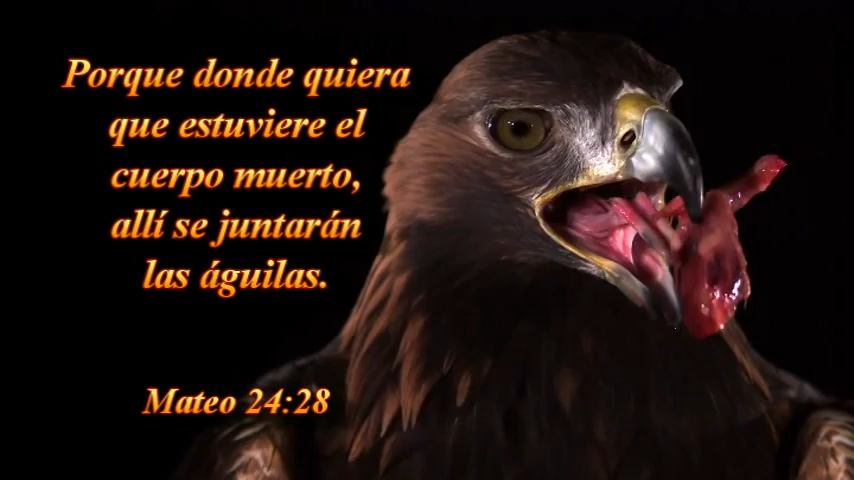 Porque donde quiera
que estuviere el
cuerpo muerto,
allí se juntarán
las águilas.
Mateo 24:28